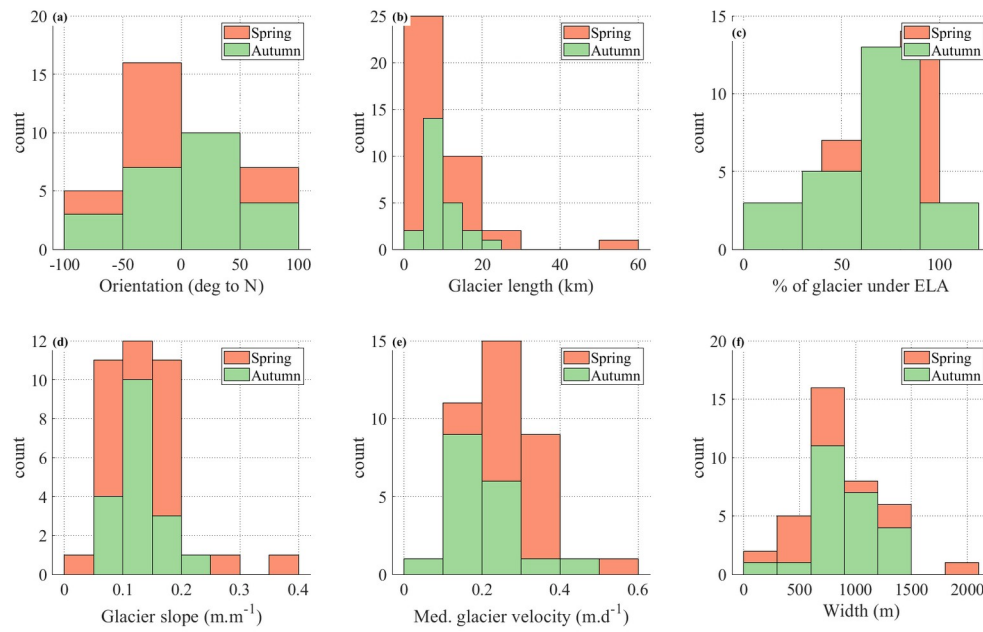 (a)
Spring
Autumn
20
15
10
5
0
count
-100 -50 0 50 100
Orientation (deg to N)
(b)
Spring
Autumn
25
20
15
10
5
0
count
0 20 40 60
Glacier length (km)
(c)
Spring
Autumn
15
10
5
0
count
0 50 100
% of glacier under ELA
(d)
Spring
Autumn
12
10
8
6
4
2
0
count
0 0.1 0.2 0.3 0.4
Glacier slope (m.m⁻¹)
(e)
Spring
Autumn
15
10
5
0
count
0 0.2 0.4 0.6
Med. glacier velocity (m.d⁻¹)
(f)
Spring
Autumn
20
15
10
5
0
count
0 500 1000 1500 2000
Width (m)